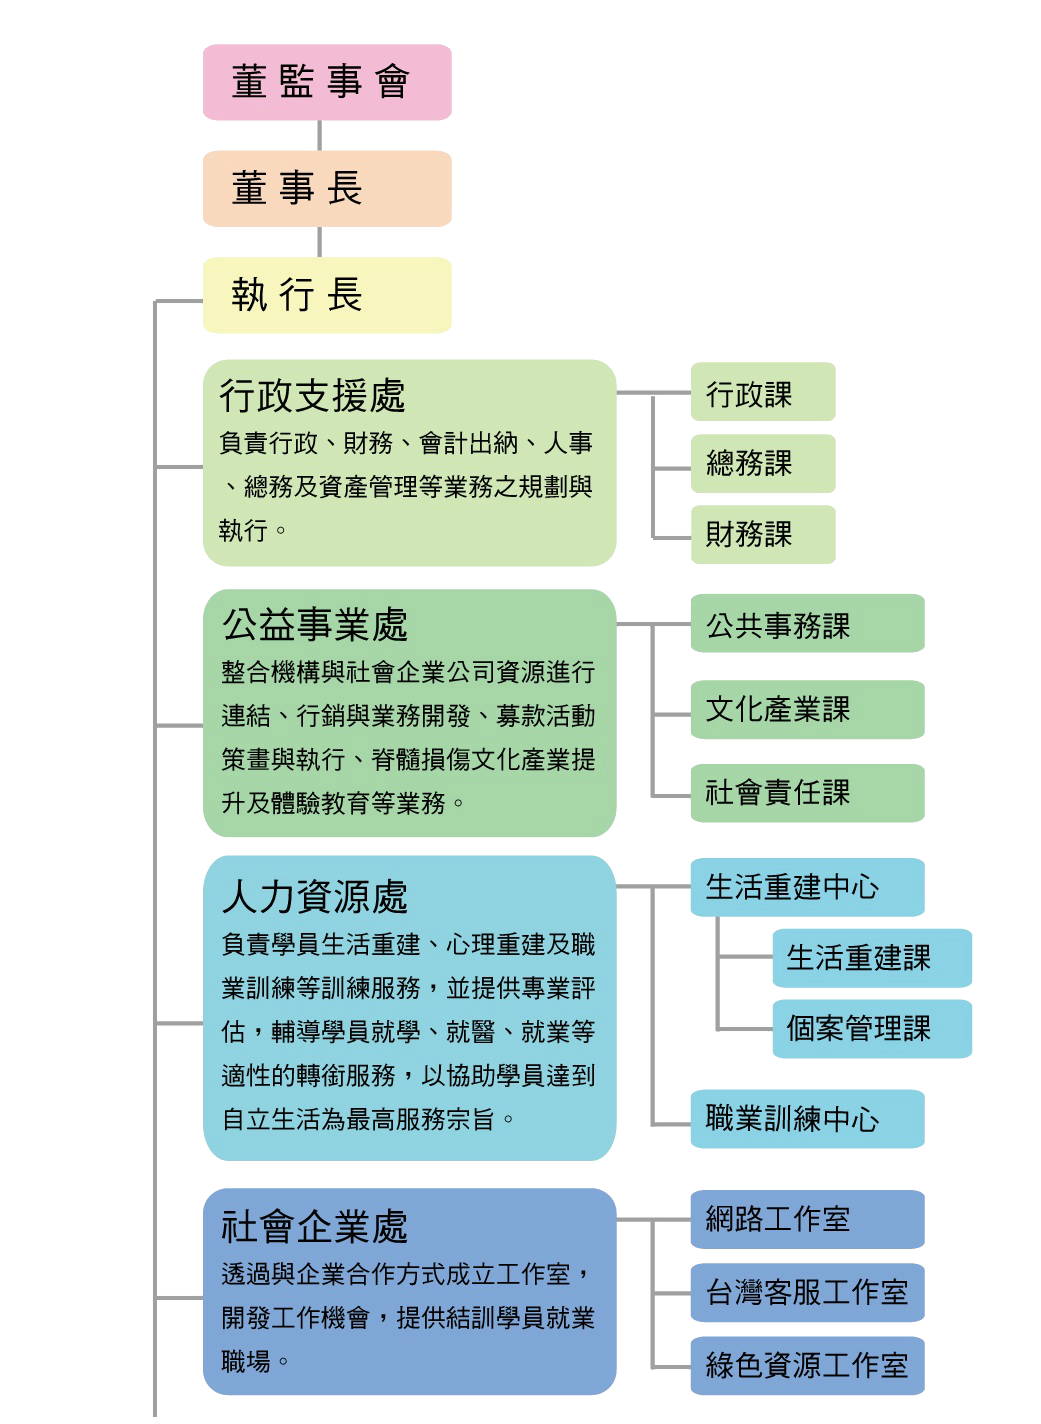 董監事會
董事長
執行長
行政支援處
負責行政、財務、會計出納、人事
、總務及資產管理等業務之規劃與
執行。
行政課
總務課
財務課
公益事業處
整合機構與社會企業公司資源進行
連結、行銷與業務開發、募款活動
策畫與執行、脊髓損傷文化產業提
升及體驗教育等業務。
公共事務課
文化產業課
社會責任課
人力資源處
負責學員生活重建、心理重建及職
業訓練等訓練服務，並提供專業評
估，輔導學員就學、就醫、就業等
適性的轉銜服務，以協助學員達到
自立生活為最高服務宗旨。
生活重建中心
生活重建課
個案管理課
職業訓練中心
社會企業處
透過與企業合作方式成立工作室，
開發工作機會，提供結訓學員就業
職場。
網路工作室
台灣客服工作室
綠色資源工作室